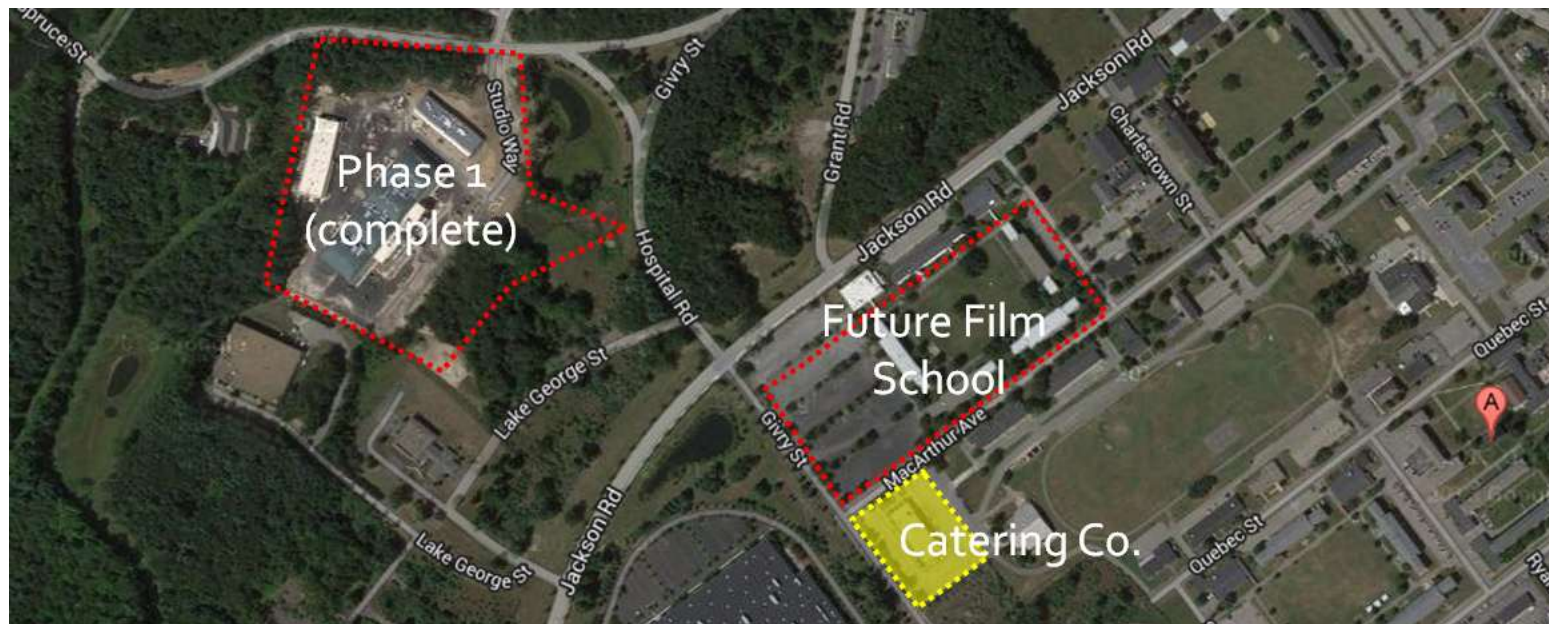 Spruce St
Givry St
Studio Way
Phase 1
(complete)
Hospital Rd
Grant Rd
Jackson Rd
Jackson Rd
Charlestown St
Future Film
School
Lake George St
Givry St
MacArthur Ave
Quebec St
A
Catering Co.
Quebec St
Lake George St
Jackson Rd